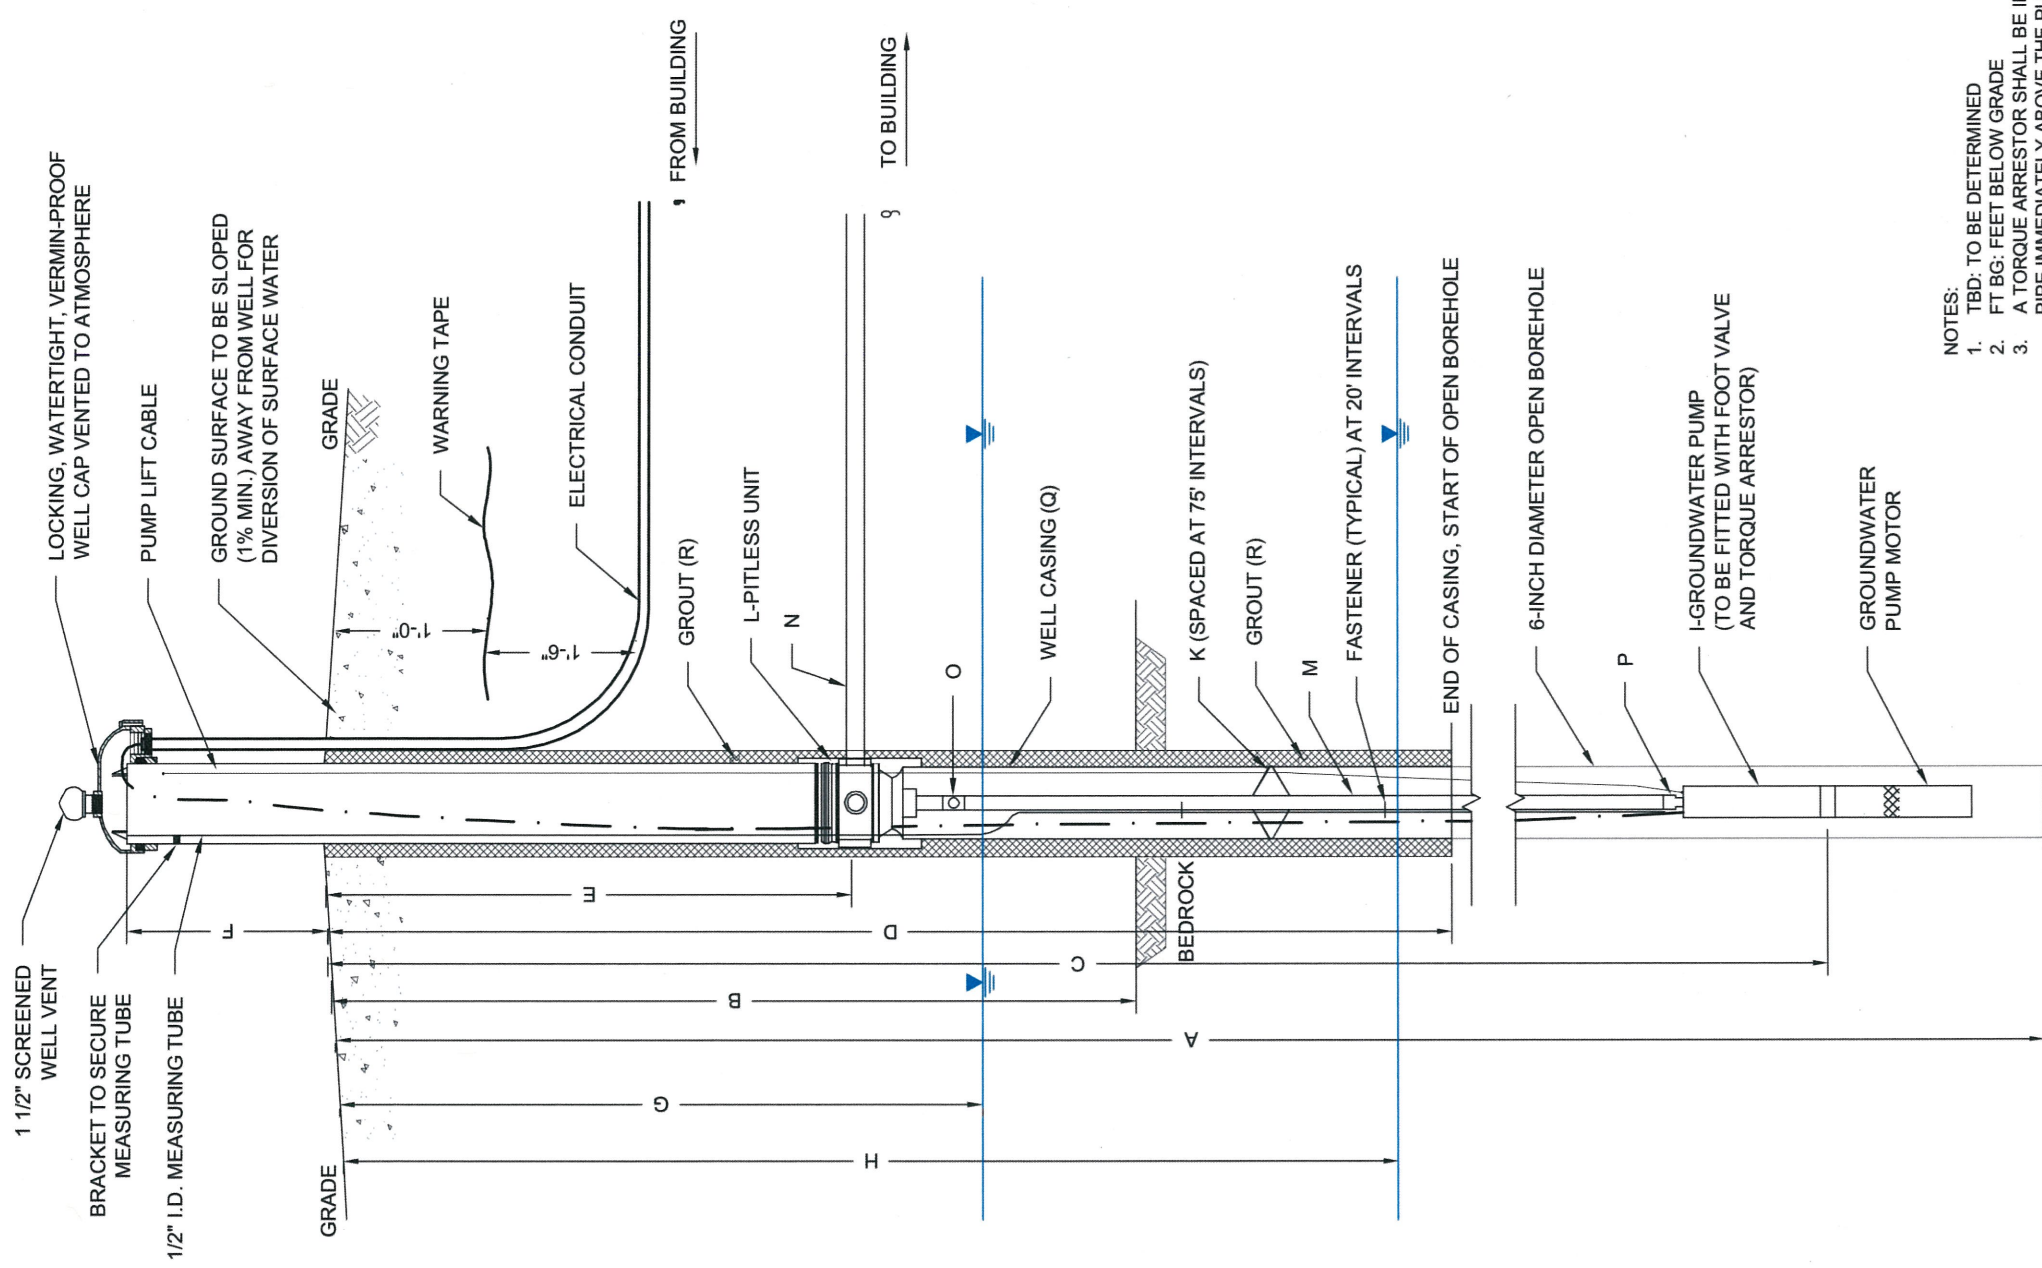 1 1/2" SCREENED
WELL VENT
BRACKET TO SECURE
MEASURING TUBE
1/2" I.D. MEASURING TUBE
GRADE
LOCKING, WATERTIGHT, VERMIN-PROOF
WELL CAP VENTED TO ATMOSPHERE
PUMP LIFT CABLE
GROUND SURFACE TO BE SLOPED
(1% MIN.) AWAY FROM WELL FOR
DIVERSION OF SURFACE WATER
GRADE
WARNING TAPE
1'-0"
1'-6"
ELECTRICAL CONDUIT
FROM BUILDING
TO BUILDING
GROUT (R)
L-PITLESS UNIT
N
O
WELL CASING (Q)
K (SPACED AT 75' INTERVALS)
GROUT (R)
M
FASTENER (TYPICAL) AT 20' INTERVALS
END OF CASING, START OF OPEN BOREHOLE
6-INCH DIAMETER OPEN BOREHOLE
P
I-GROUNDWATER PUMP
(TO BE FITTED WITH FOOT VALVE
AND TORQUE ARRESTOR)
GROUNDWATER
PUMP MOTOR
F
E
D
C
B
A
G
H
BEDROCK
NOTES:
1. TBD: TO BE DETERMINED
2. FT BG: FEET BELOW GRADE
3. A TORQUE ARRESTOR SHALL BE
PIPE IMMEDIATELY ABOVE THE